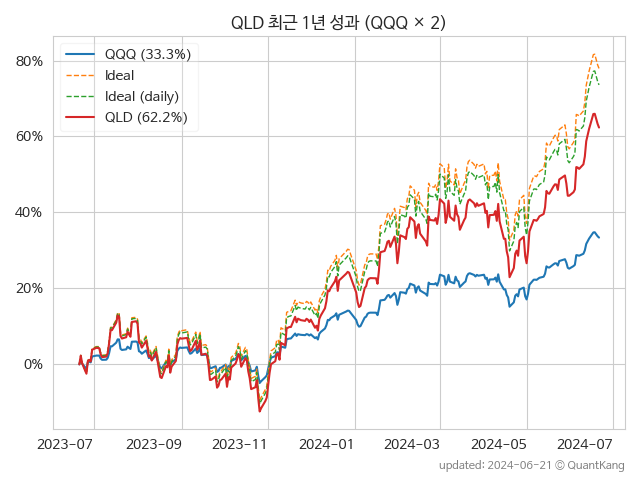 QLD 최근 1년 성과 (QQQ × 2)
QQQ (33.3%)
Ideal
Ideal (daily)
QLD (62.2%)
80%
60%
40%
20%
0%
2023-07 2023-09 2023-11 2024-01 2024-03 2024-05 2024-07
updated: 2024-06-21 © QuantKang